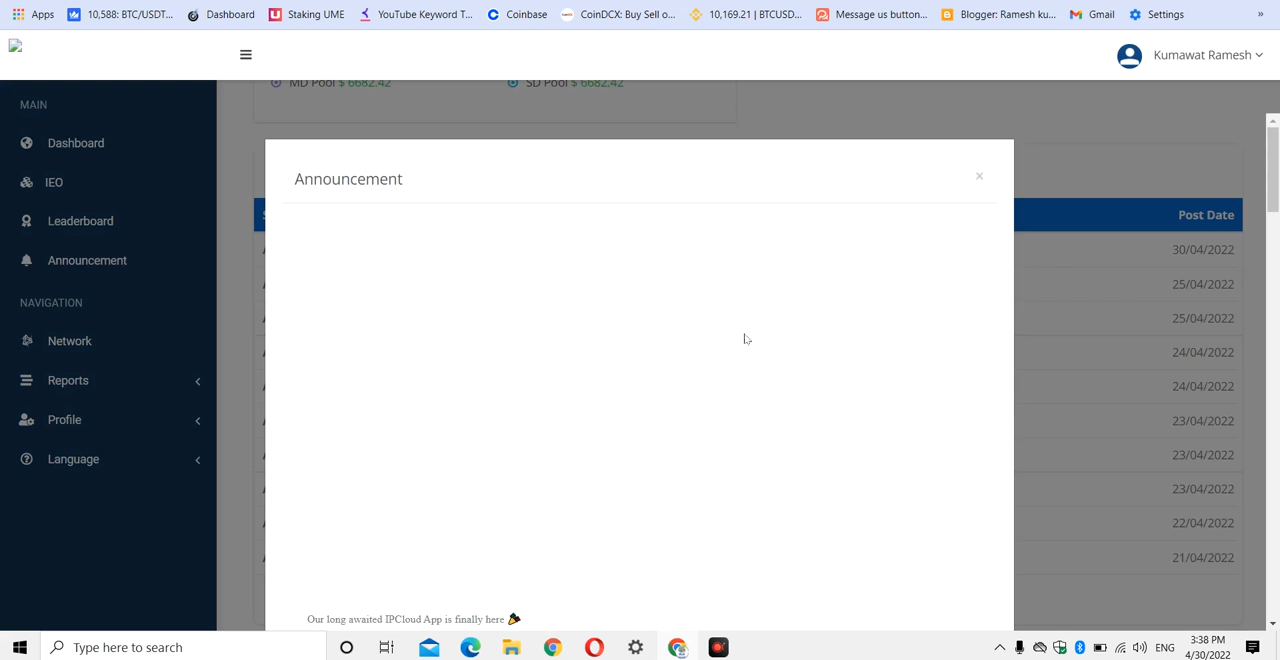 Apps
10,588: BTC/USDT...
Dashboard
Staking UME
YouTube Keyword T...
Coinbase
CoinDCX: Buy Sell o...
10,169.21 | BTCUSD...
Message us button...
Blogger: Ramesh ku...
Gmail
Settings
»
Kumawat Ramesh
MAIN
Dashboard
IEO
Leaderboard
Announcement
NAVIGATION
Network
Reports
Profile
Language
MD Pool $ 6682.42
SD Pool $ 6682.42
Announcement
×
Our long awaited IPCloud App is finally here
Post Date
30/04/2022
25/04/2022
25/04/2022
24/04/2022
24/04/2022
23/04/2022
23/04/2022
23/04/2022
22/04/2022
21/04/2022
Type here to search
ENG
3:38 PM
4/30/2022